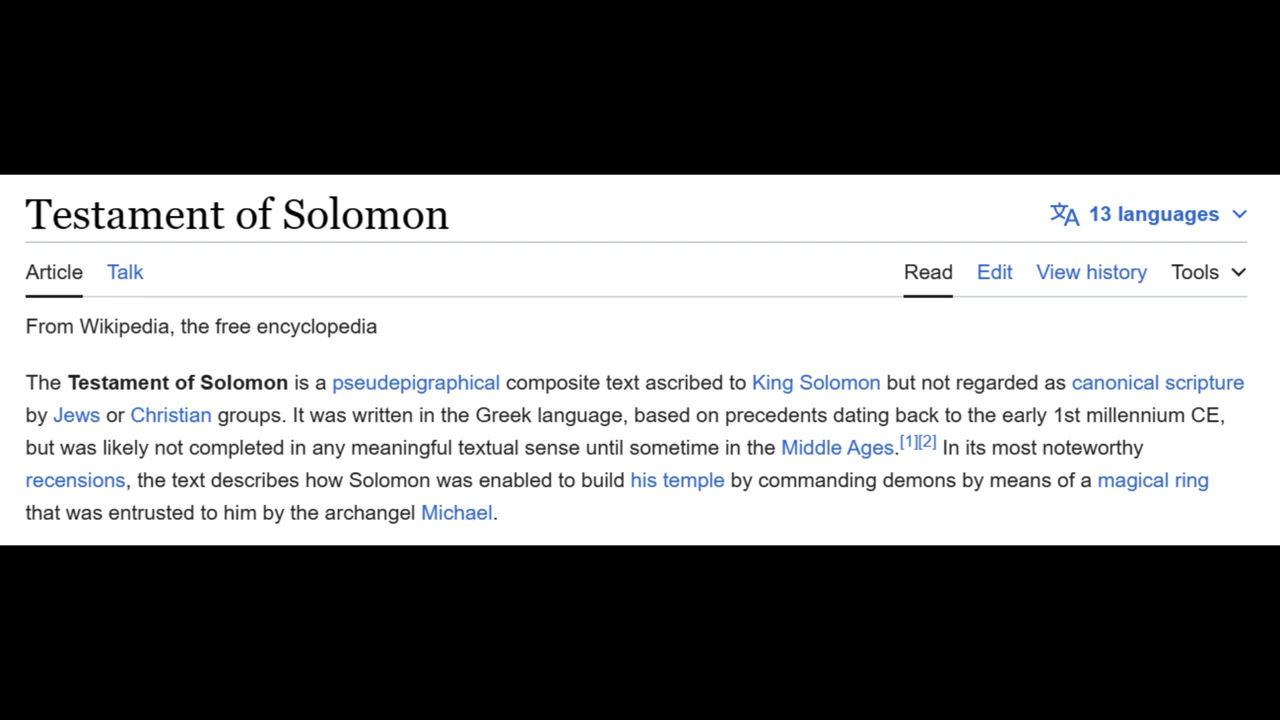 Testament of Solomon
13 languages
Article Talk Read Edit View history Tools
From Wikipedia, the free encyclopedia
The Testament of Solomon is a pseudepigraphical composite text ascribed to King Solomon but not regarded as canonical scripture
by Jews or Christian groups. It was written in the Greek language, based on precedents dating back to the early 1st millennium CE,
but was likely not completed in any meaningful textual sense until sometime in the Middle Ages.[1][2] In its most noteworthy
recensions, the text describes how Solomon was enabled to build his temple by commanding demons by means of a magical ring
that was entrusted to him by the archangel Michael.